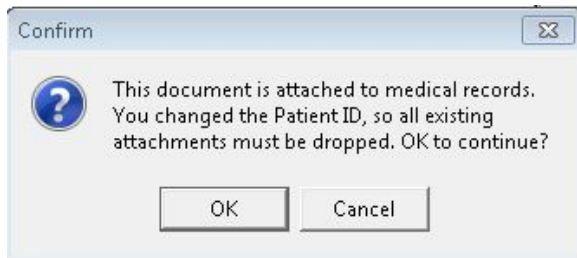 Confirm
This document is attached to medical records.
You changed the Patient ID, so all existing
attachments must be dropped. OK to continue?
OK
Cancel